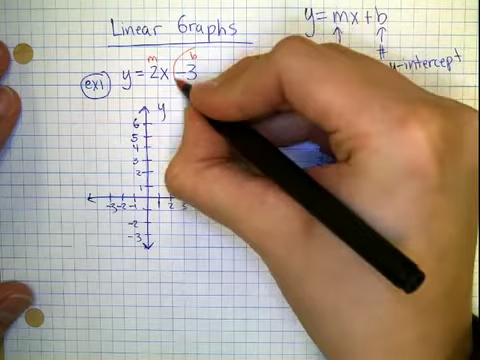 Linear Graphs
y = mx + b
#
y-intercept
m b
ex1 y = 2x - 3
y
6
5
4
3
2
1
-3 -2 -1 2 3
-2
-3